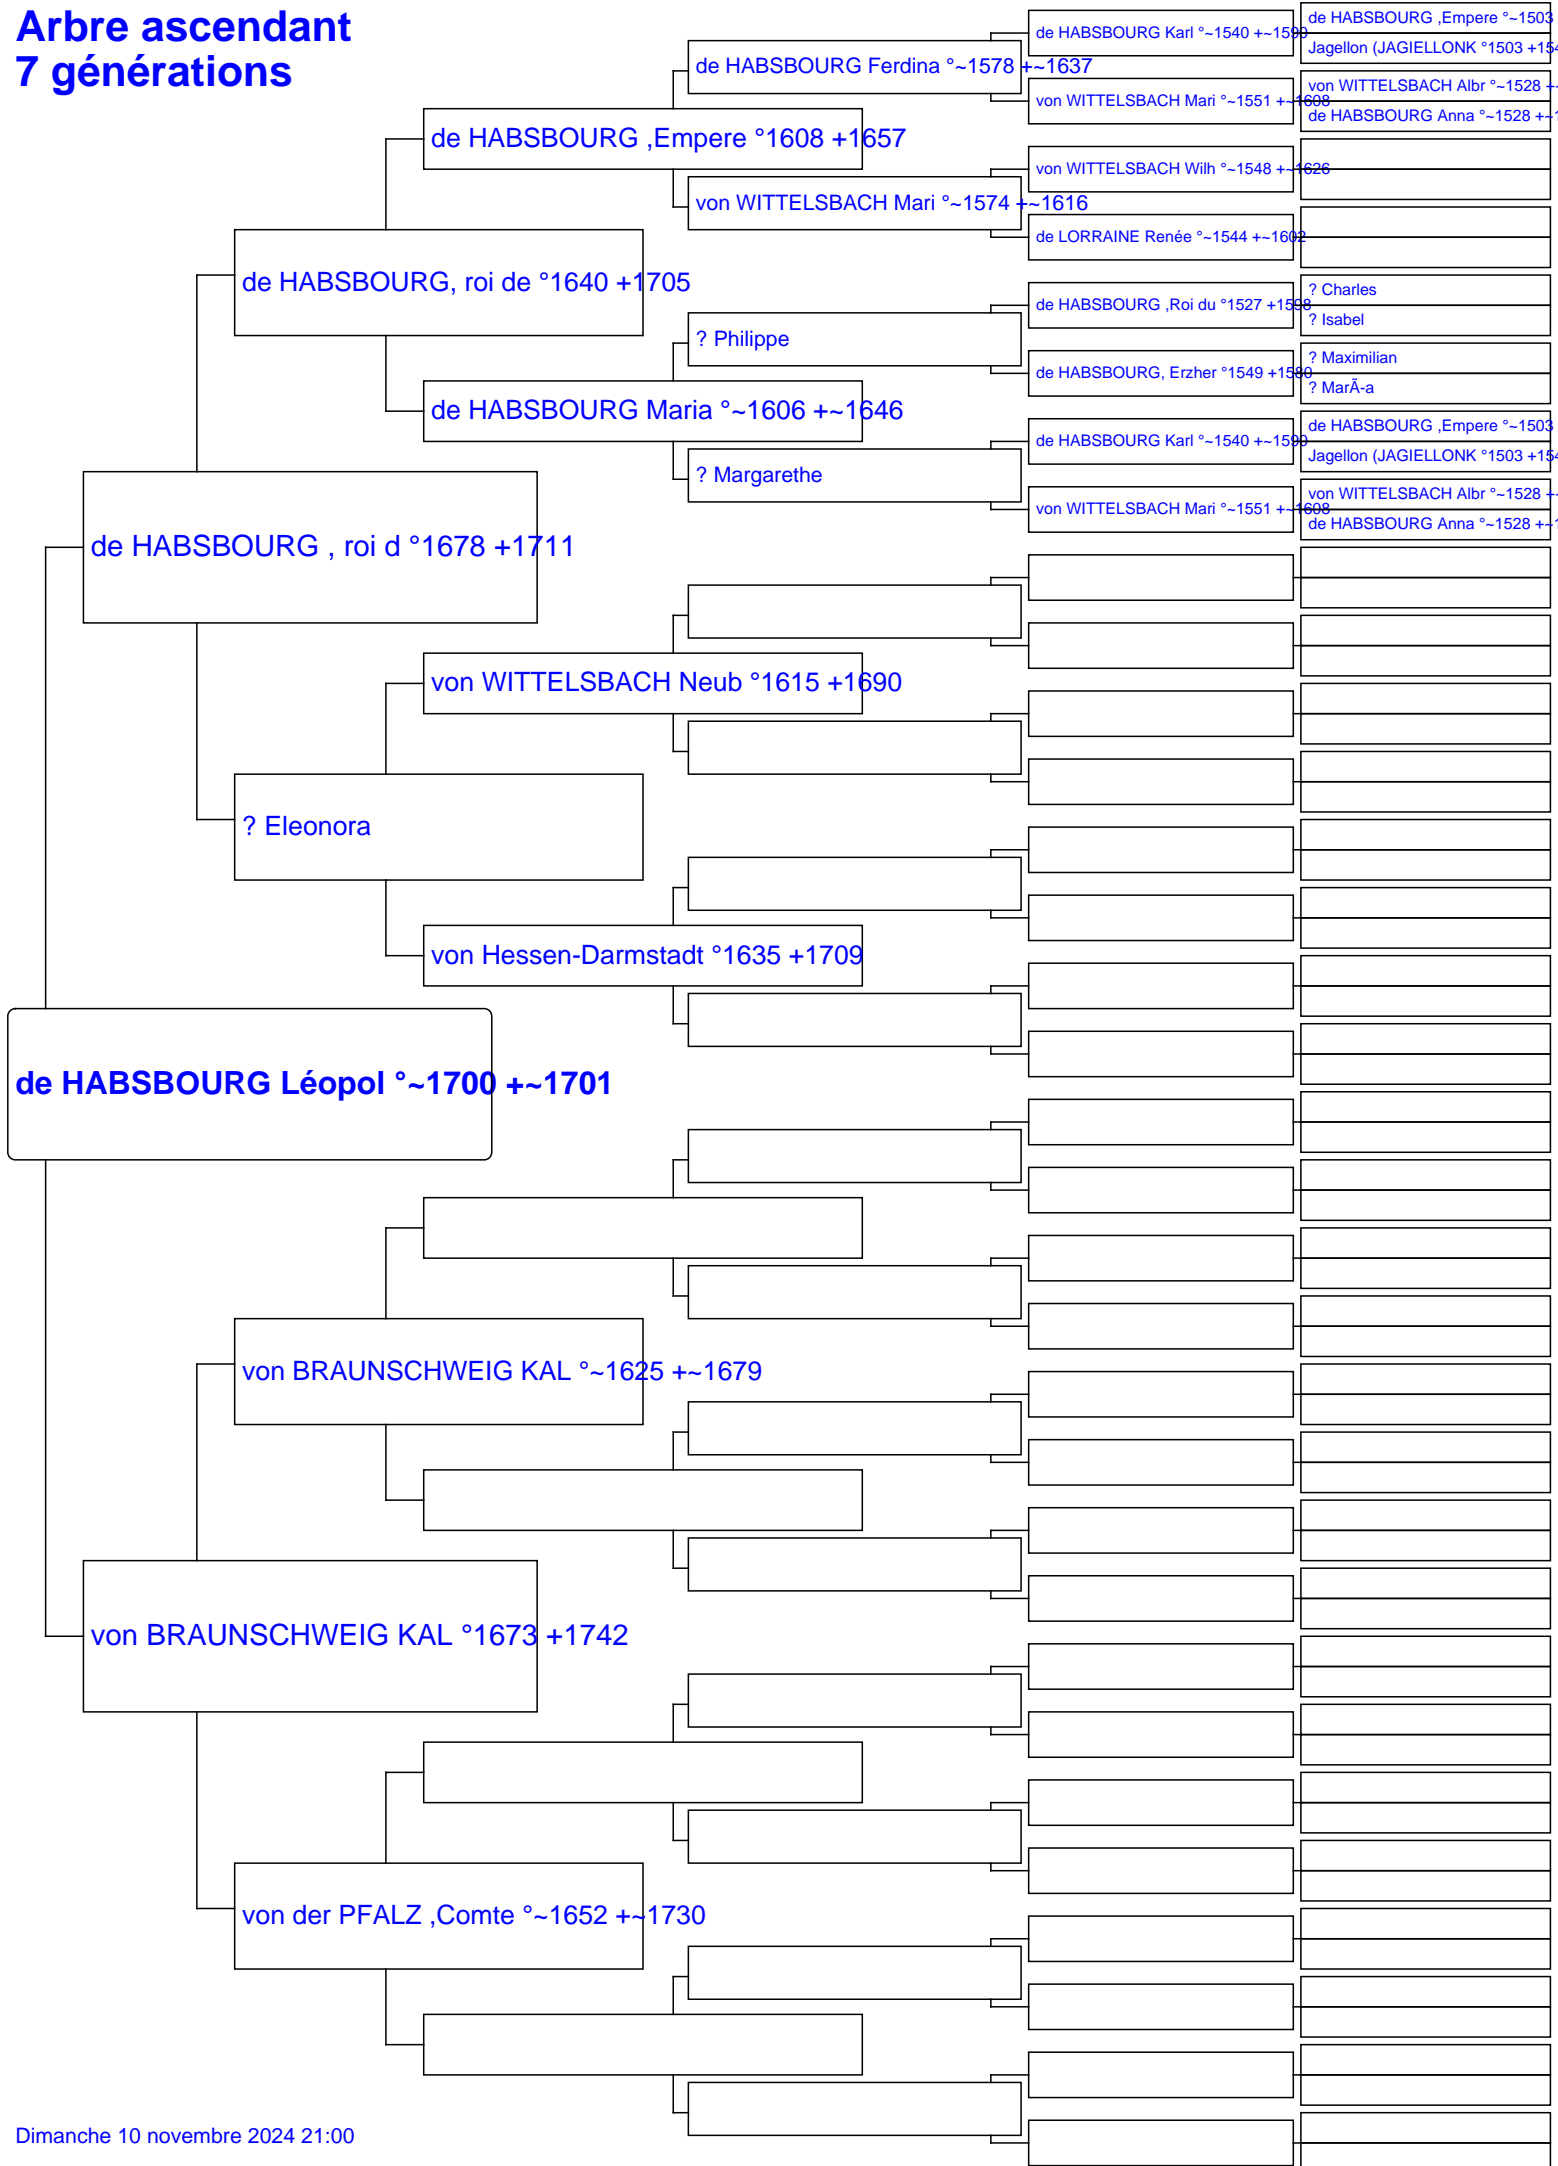 Arbre ascendant
7 générations
de HABSBOURG ,Empere °~1503
de HABSBOURG Karl °~1540 +~1590
Jagellon (JAGIELLONK °1503 +154
de HABSBOURG Ferdina °~1578 +~1637
von WITTELSBACH Albr °~1528 +~
von WITTELSBACH Mari °~1551 +~1608
de HABSBOURG Anna °~1528 +~1
de HABSBOURG ,Empere °1608 +1657
von WITTELSBACH Wilh °~1548 +~1626
von WITTELSBACH Mari °~1574 +~1616
de LORRAINE Renée °~1544 +~1602
de HABSBOURG, roi de °1640 +1705
? Charles
de HABSBOURG ,Roi du °1527 +1598
? Isabel
? Philippe
? Maximilian
de HABSBOURG, Erzher °1549 +1580
? MarÃ-a
de HABSBOURG Maria °~1606 +~1646
de HABSBOURG ,Empere °~1503
de HABSBOURG Karl °~1540 +~1590
Jagellon (JAGIELLONK °1503 +154
? Margarethe
von WITTELSBACH Albr °~1528 +~
von WITTELSBACH Mari °~1551 +~1608
de HABSBOURG Anna °~1528 +~1
de HABSBOURG , roi d °1678 +1711
von WITTELSBACH Neub °1615 +1690
? Eleonora
von Hessen-Darmstadt °1635 +1709
de HABSBOURG Léopol °~1700 +~1701
von BRAUNSCHWEIG KAL °~1625 +~1679
von BRAUNSCHWEIG KAL °1673 +1742
von der PFALZ ,Comte °~1652 +~1730
Dimanche 10 novembre 2024 21:00